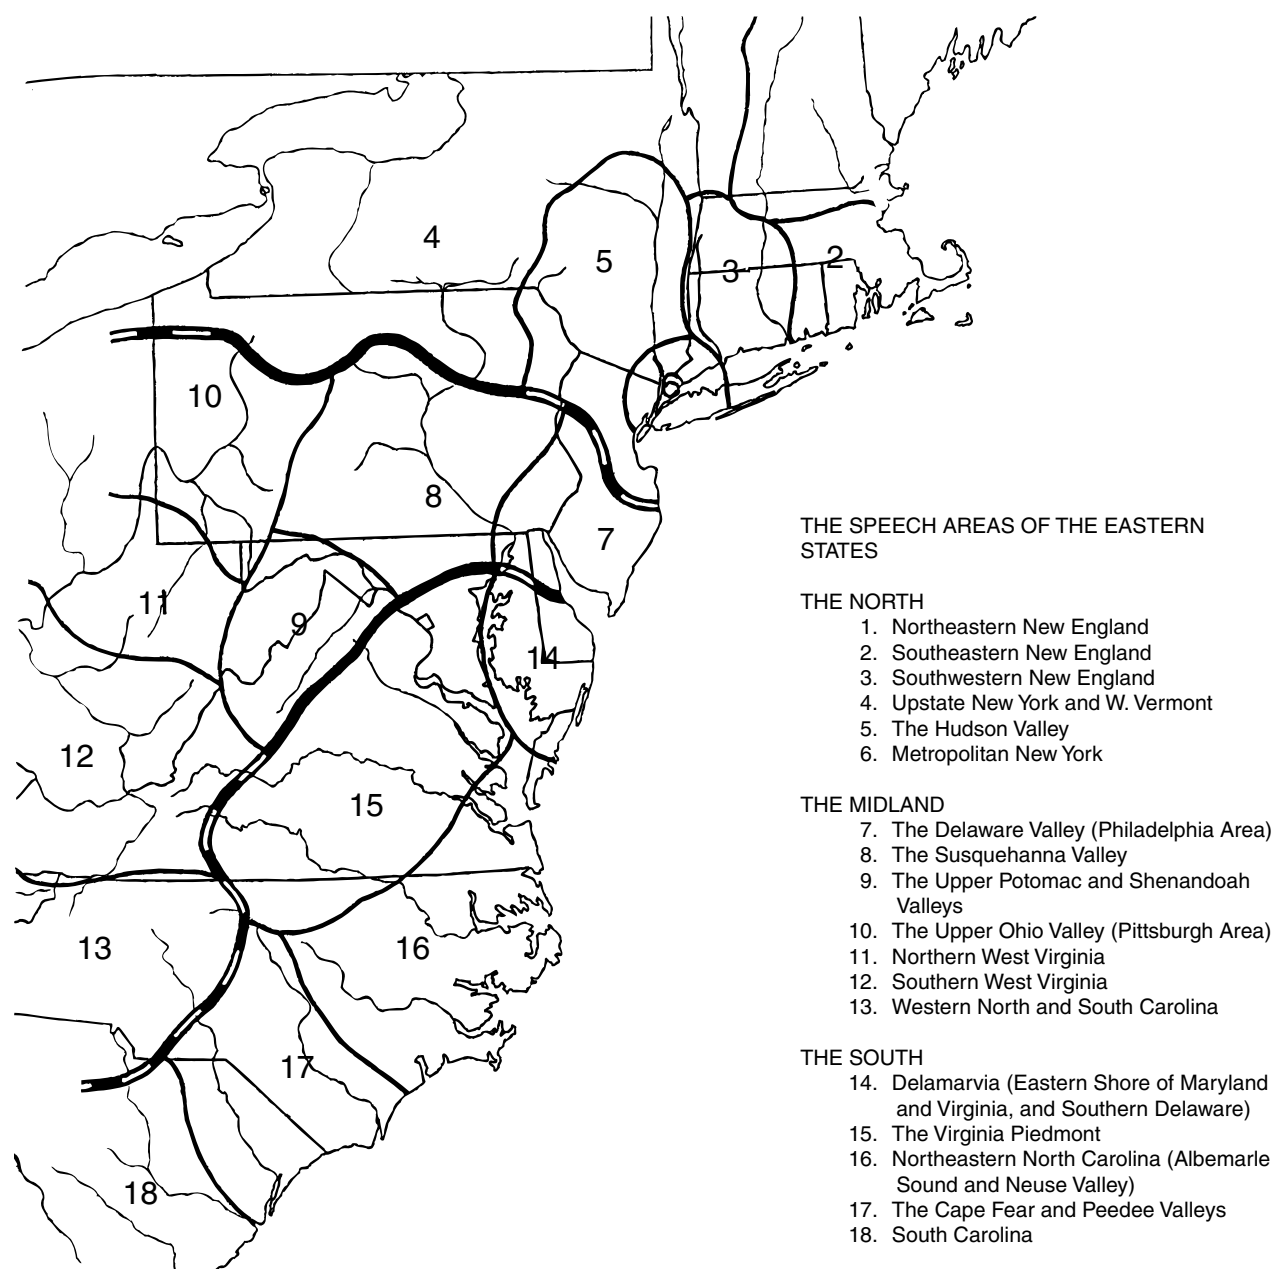 4
5
3
2
10
8
7
11
9
14
12
15
13
16
17
18
THE SPEECH AREAS OF THE EASTERN
STATES
THE NORTH
1. Northeastern New England
2. Southeastern New England
3. Southwestern New England
4. Upstate New York and W. Vermont
5. The Hudson Valley
6. Metropolitan New York
THE MIDLAND
7. The Delaware Valley (Philadelphia Area)
8. The Susquehanna Valley
9. The Upper Potomac and Shenandoah
Valleys
10. The Upper Ohio Valley (Pittsburgh Area)
11. Northern West Virginia
12. Southern West Virginia
13. Western North and South Carolina
THE SOUTH
14. Delamarvia (Eastern Shore of Maryland
and Virginia, and Southern Delaware)
15. The Virginia Piedmont
16. Northeastern North Carolina (Albemarle
Sound and Neuse Valley)
17. The Cape Fear and Peedee Valleys
18. South Carolina